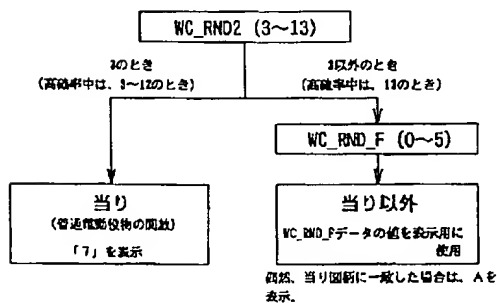 WC_RND2 (3～13)
3のとき
(高確率中は、3～12のとき)
3以外のとき
(高確率中は、13のとき)
WC_RND_F (0～5)
当り
(普通電動役物の開放)
「7」を表示
当り以外
WC_RND_Fデータの値を表示用に
使用
偶然、当り図柄に一致した場合は、Aを
表示。